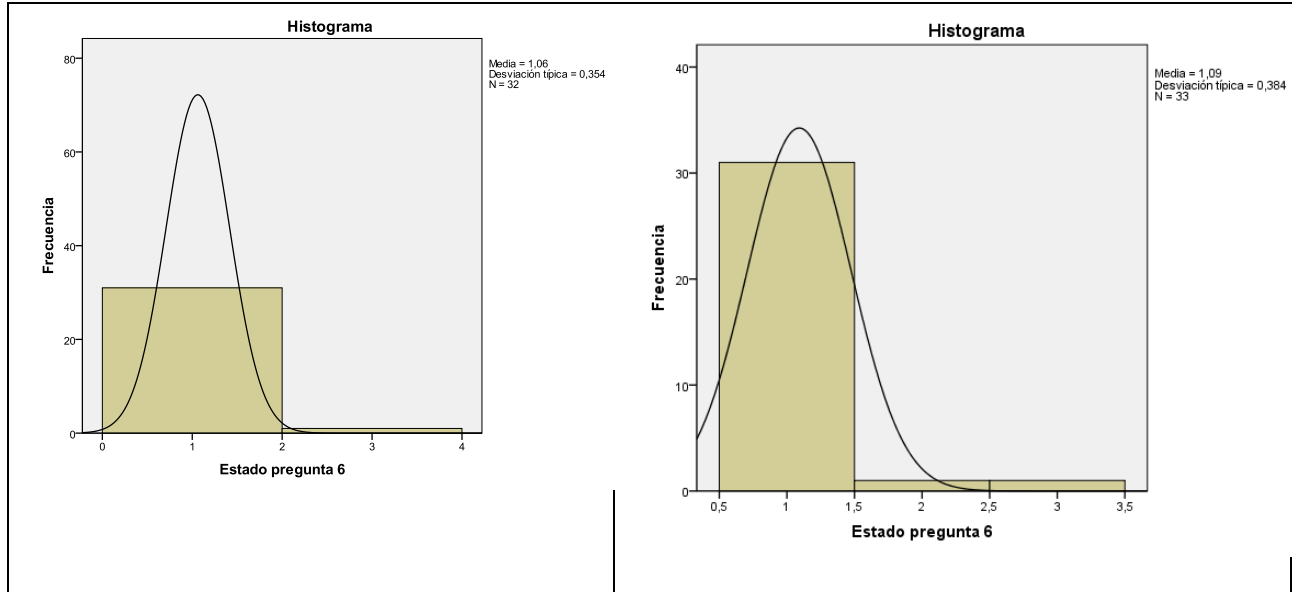 Histograma
Media = 1,06
Desviación típica = 0,354
N = 32
80
60
40
20
0
Frecuencia
0 1 2 3 4
Estado pregunta 6
Histograma
Media = 1,09
Desviación típica = 0,384
N = 33
40
30
20
10
0
Frecuencia
0,5 1 1,5 2 2,5 3 3,5
Estado pregunta 6